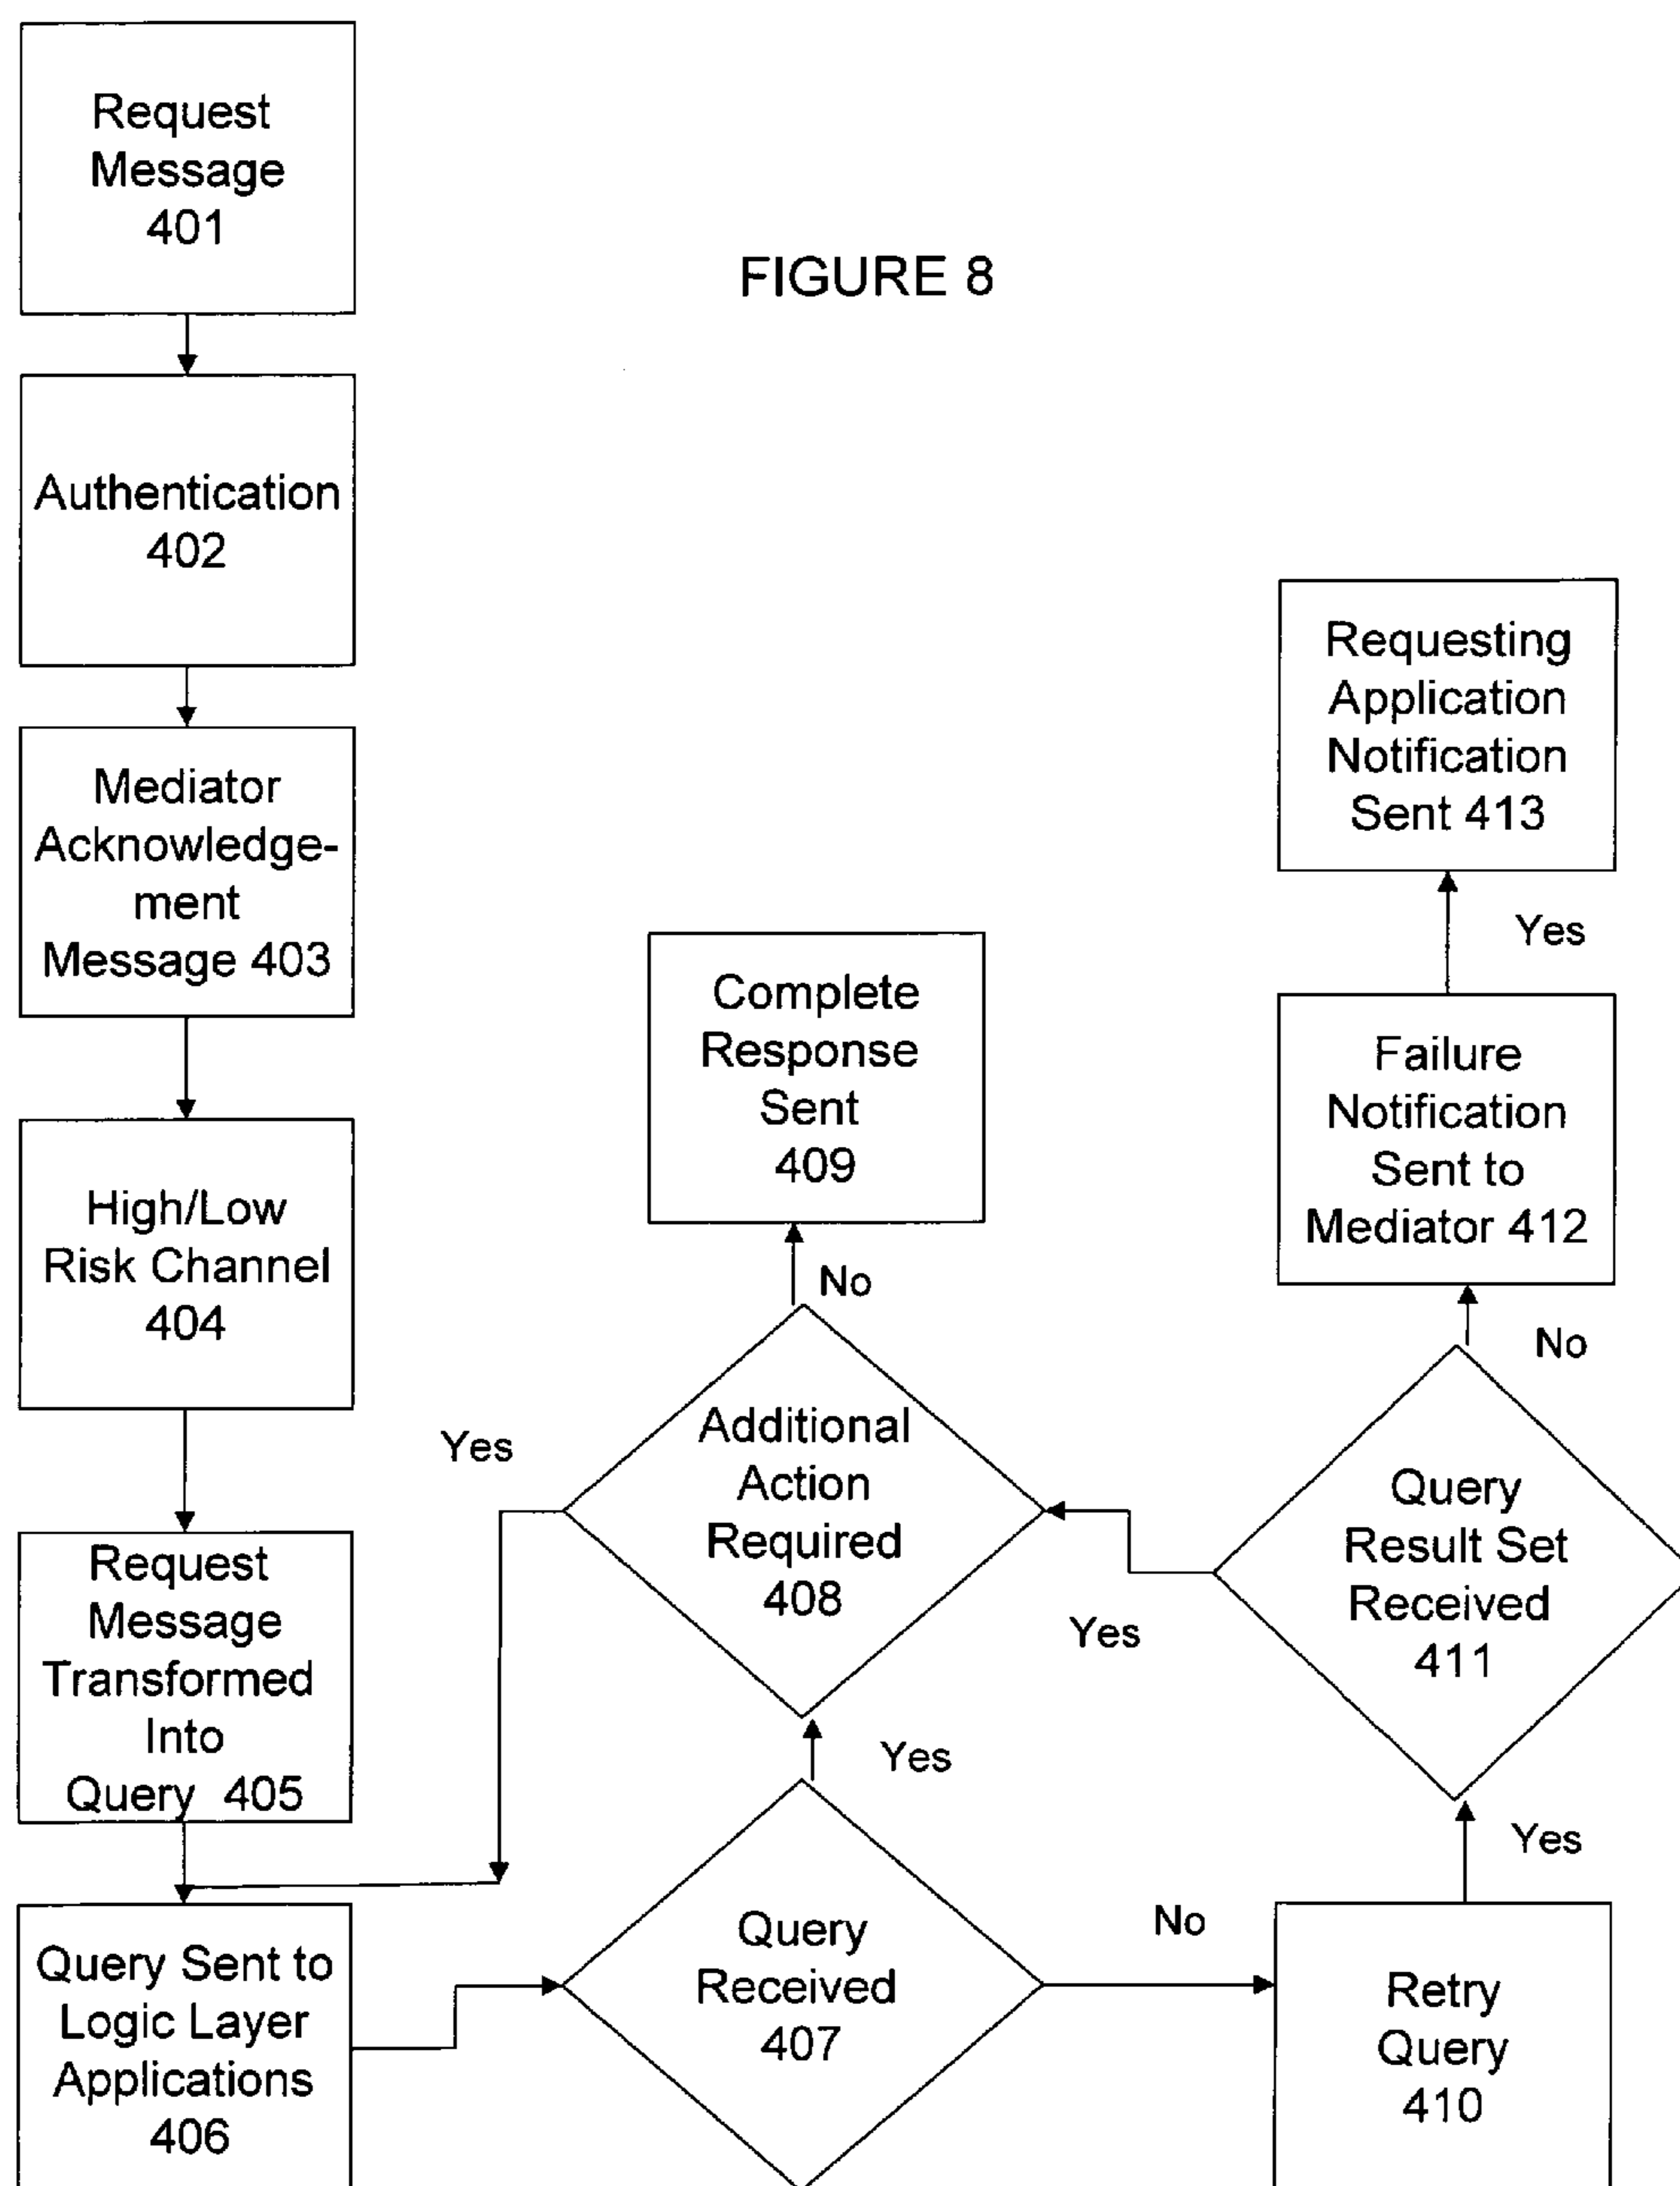 Request
Message
401
FIGURE 8
Authentication
402
Mediator
Acknowledge-
ment
Message 403
High/Low
Risk Channel
404
Request
Message
Transformed
Into
Query 405
Query Sent to
Logic Layer
Applications
406
Query
Received
407
Yes
No
Additional
Action
Required
408
Yes
No
Complete
Response
Sent
409
Retry
Query
410
Yes
Query
Result Set
Received
411
Yes
No
Failure
Notification
Sent to
Mediator 412
Yes
Requesting
Application
Notification
Sent 413